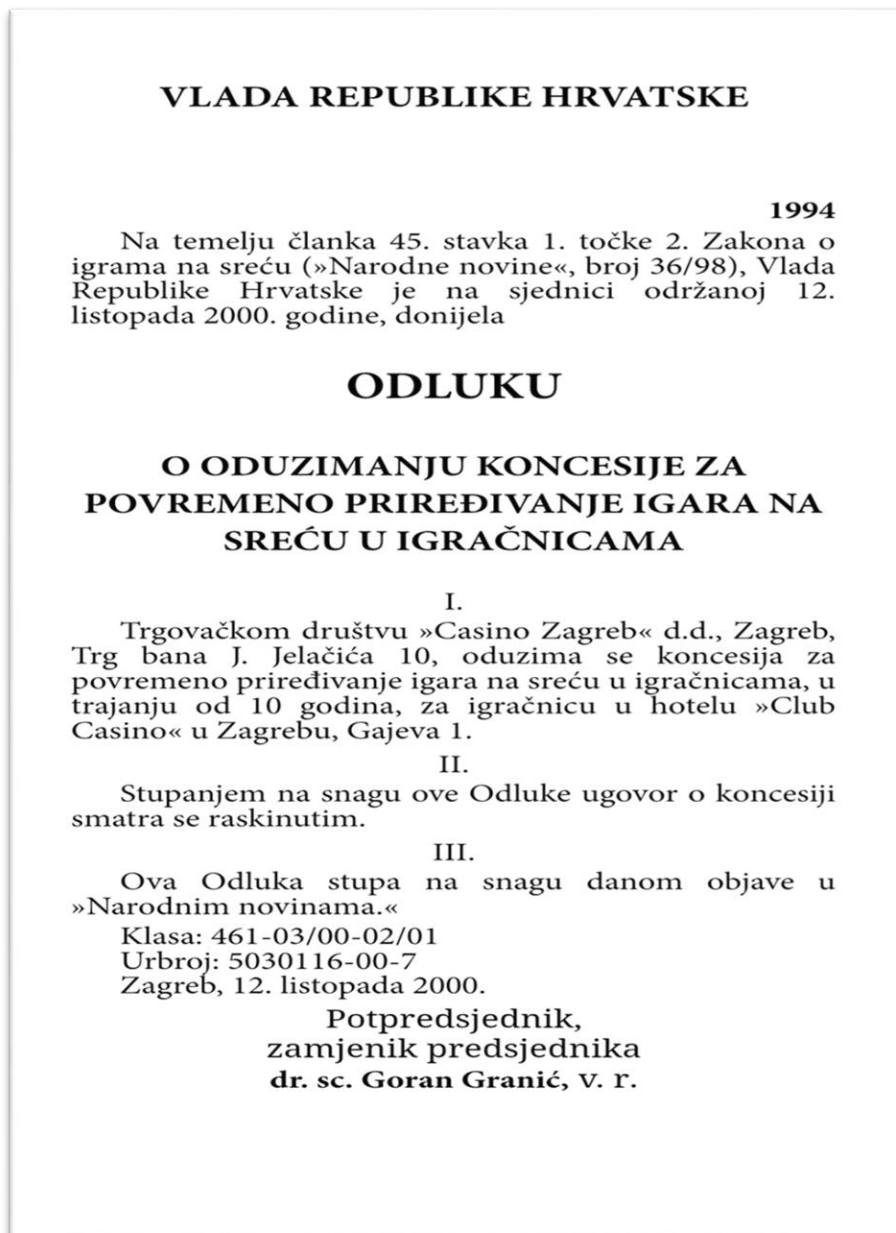 VLADA REPUBLIKE HRVATSKE
1994
Na temelju članka 45. stavka 1. točke 2. Zakona o
igrama na sreću (»Narodne novine«, broj 36/98), Vlada
Republike Hrvatske je na sjednici održanoj 12.
listopada 2000. godine, donijela
ODLUKU
O ODUZIMANJU KONCESIJE ZA
POVREMENO PRIREĐIVANJE IGARA NA
SREĆU U IGRAČNICAMA
I.
Trgovačkom društvu »Casino Zagreb« d.d., Zagreb,
Trg bana J. Jelačića 10, oduzima se koncesija za
povremeno priređivanje igara na sreću u igračnicama, u
trajanju od 10 godina, za igračnicu u hotelu »Club
Casino« u Zagrebu, Gajeva 1.
II.
Stupanjem na snagu ove Odluke ugovor o koncesiji
smatra se raskinutim.
III.
Ova Odluka stupa na snagu danom objave u
»Narodnim novinama.«
Klasa: 461-03/00-02/01
Urbroj: 5030116-00-7
Zagreb, 12. listopada 2000.
Potpredsjednik,
zamjenik predsjednika
dr. sc. Goran Granić, v. r.